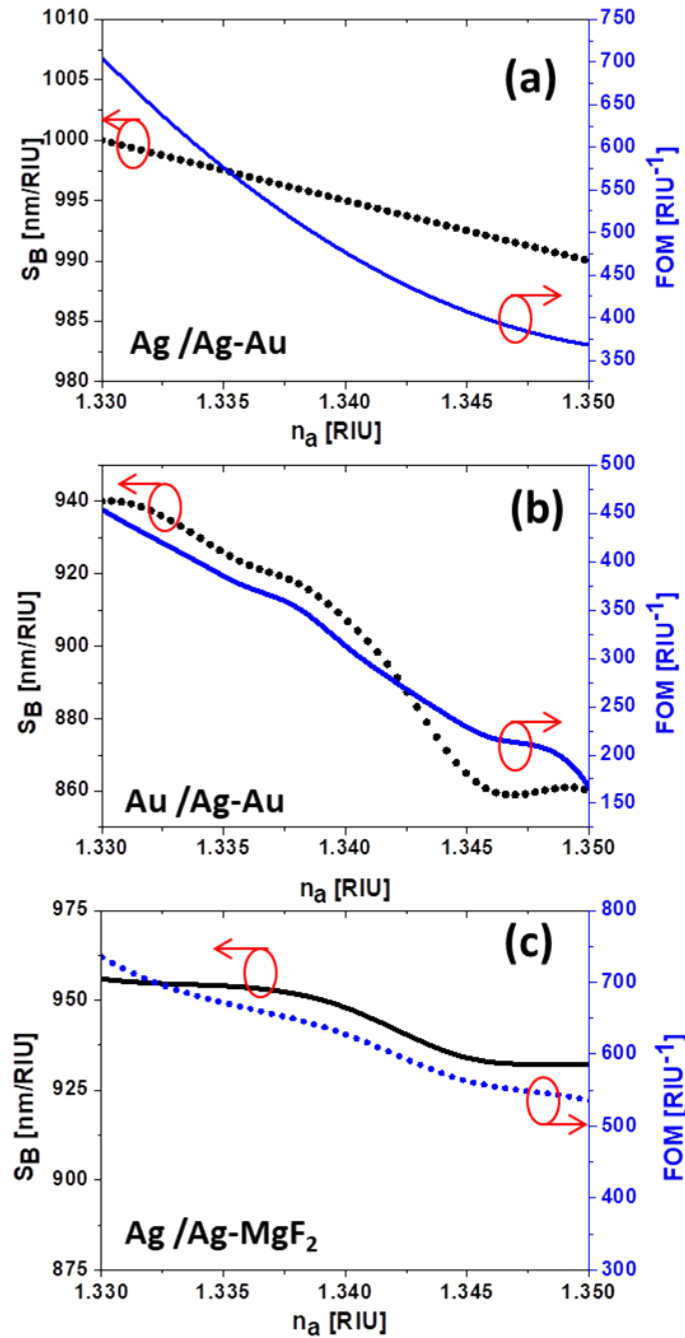 1010
1005
1000
995
990
985
980
S_B [nm/RIU]
(a)
Ag /Ag-Au
750
700
650
600
550
500
450
400
350
FOM [RIU⁻¹]
1.330 1.335 1.340 1.345 1.350
n_a [RIU]
940
920
900
880
860
S_B [nm/RIU]
(b)
Au /Ag-Au
500
450
400
350
300
250
200
150
FOM [RIU⁻¹]
1.330 1.335 1.340 1.345 1.350
n_a [RIU]
975
950
925
900
875
S_B [nm/RIU]
(c)
Ag /Ag-MgF₂
800
700
600
500
400
300
FOM [RIU⁻¹]
1.330 1.335 1.340 1.345 1.350
n_a [RIU]